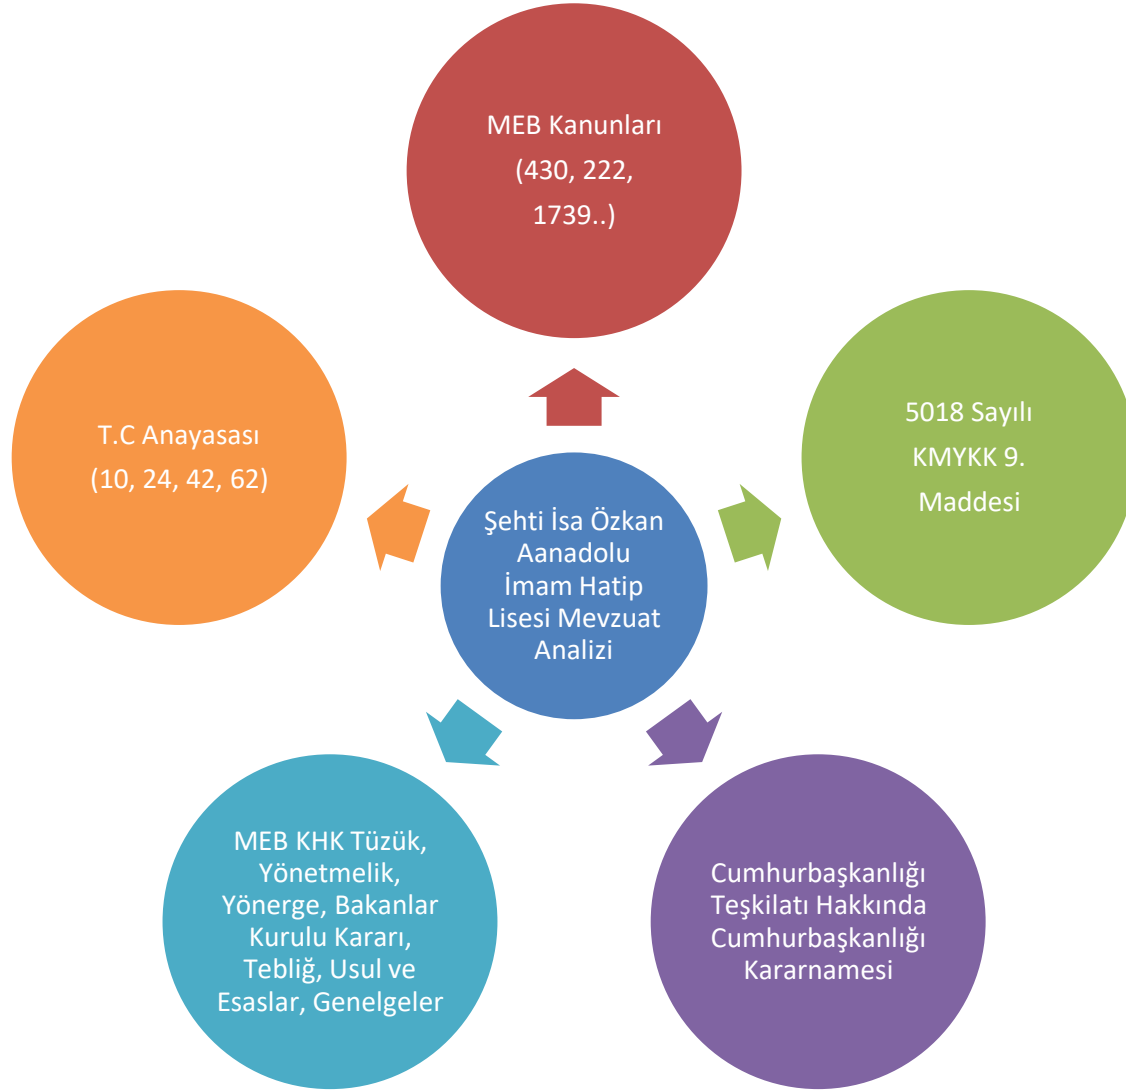 MEB Kanunları
(430, 222,
1739..)
T.C Anayasası
(10, 24, 42, 62)
5018 Sayılı
KMYKK 9.
Maddesi
Şehti İsa Özkan
Aanadolu
İmam Hatip
Lisesi Mevzuat
Analizi
MEB KHK Tüzük,
Yönetmelik,
Yönerge, Bakanlar
Kurulu Kararı,
Tebliğ, Usul ve
Esaslar, Genelgeler
Cumhurbaşkanlığı
Teşkilatı Hakkında
Cumhurbaşkanlığı
Kararnamesi